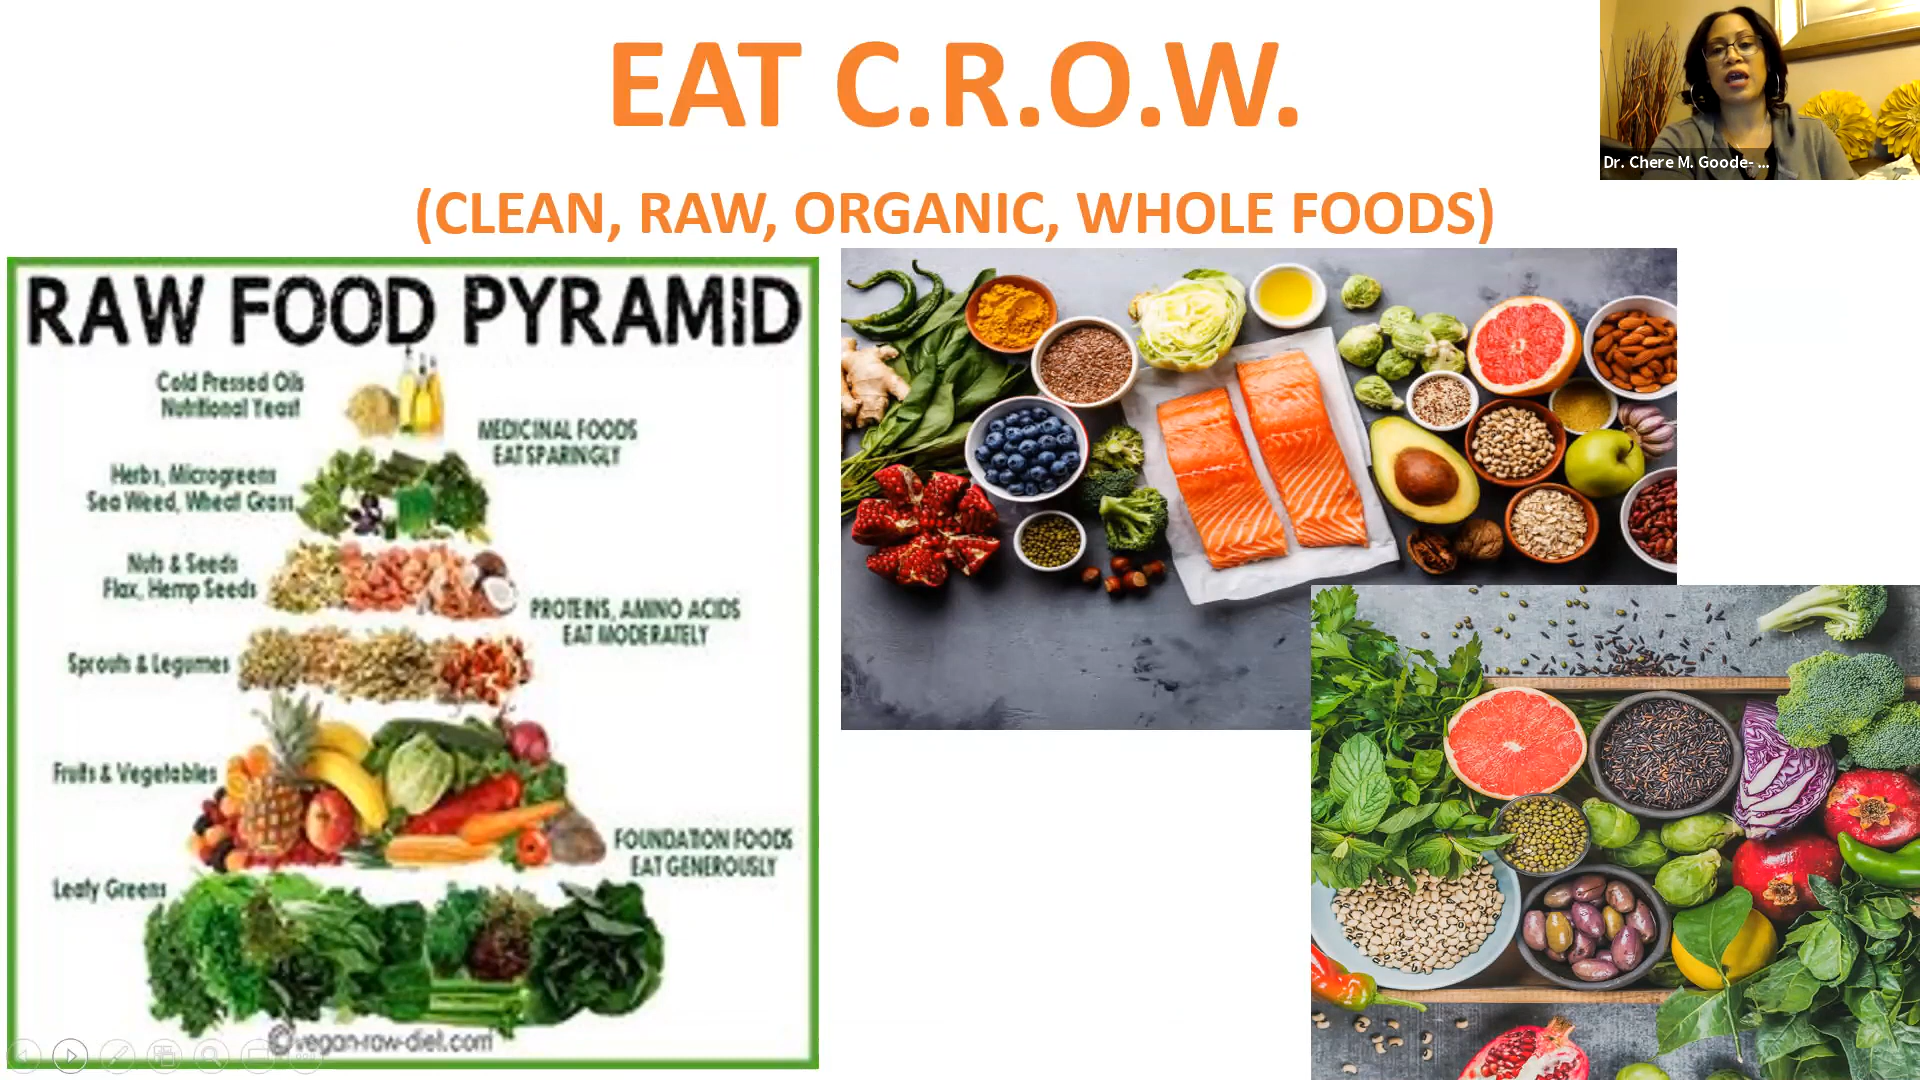 EAT C.R.O.W.
Dr. Chere M. Goode- ...
(CLEAN, RAW, ORGANIC, WHOLE FOODS)
RAW FOOD PYRAMID
Cold Pressed Oils
Nutritional Yeast
MEDICINAL FOODS
EAT SPARINGLY
Herbs, Microgreens
Sea Weed, Wheat Grass
Nuts & Seeds
Flax, Hemp Seeds
PROTEINS, AMINO ACIDS
EAT MODERATELY
Sprouts & Legumes
Fruits & Vegetables
FOUNDATION FOODS
EAT GENEROUSLY
Leafy Greens
©vegan-raw-diet.com